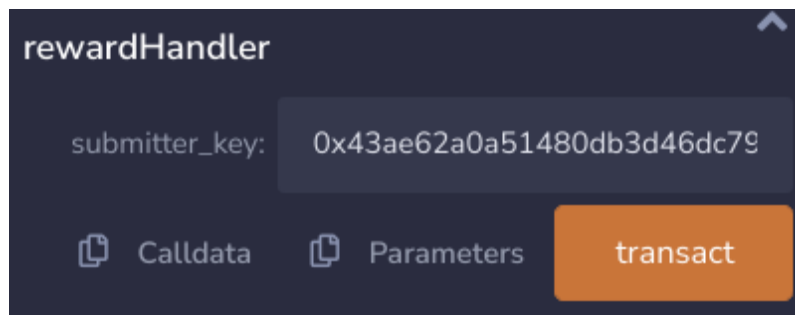 rewardHandler
submitter_key: 0x43ae62a0a51480db3d46dc79
Calldata Parameters transact